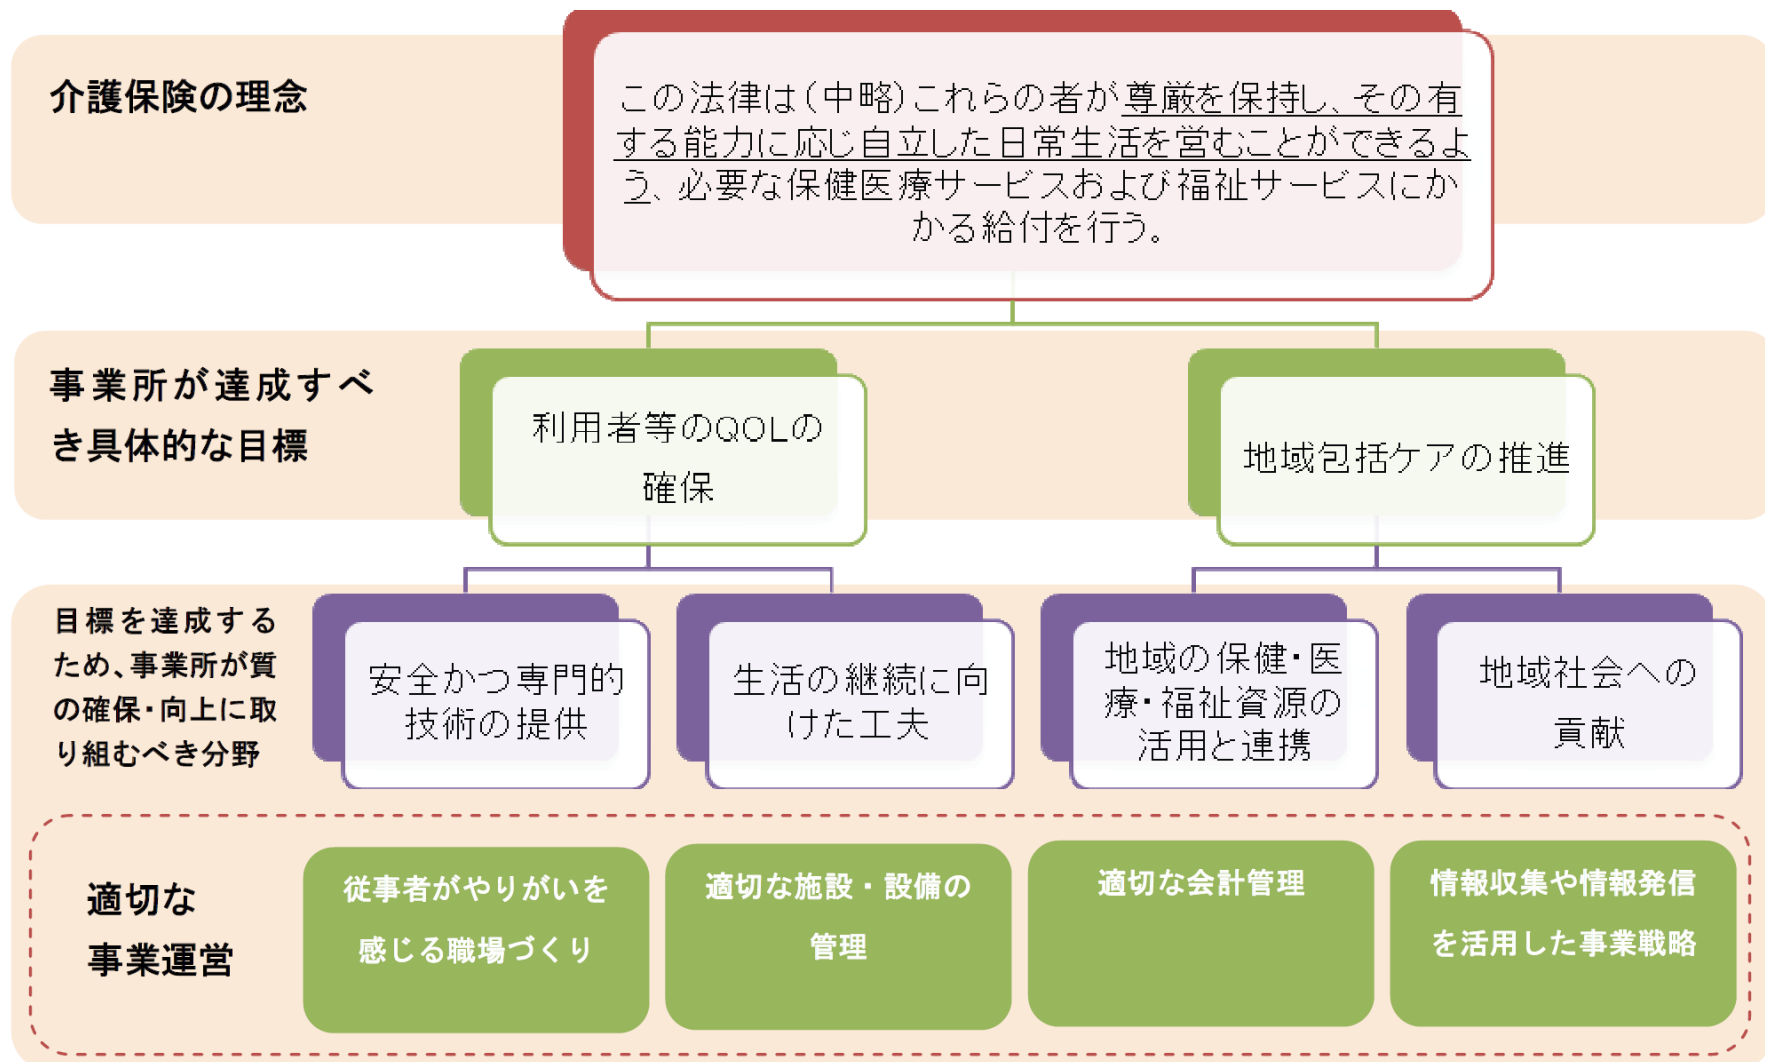 介護保険の理念
この法律は(中略)これらの者が尊厳を保持し、その有
する能力に応じ自立した日常生活を営むことができるよ
う、必要な保健医療サービスおよび福祉サービスにか
かる給付を行う。
事業所が達成すべ
き具体的な目標
利用者等のQOLの
確保
地域包括ケアの推進
目標を達成する
ため、事業所が質
の確保・向上に取
り組むべき分野
安全かつ専門的
技術の提供
生活の継続に向
けた工夫
地域の保健・医
療・福祉資源の
活用と連携
地域社会への
貢献
適切な
事業運営
従事者がやりがいを
感じる職場づくり
適切な施設・設備の
管理
適切な会計管理
情報収集や情報発信
を活用した事業戦略